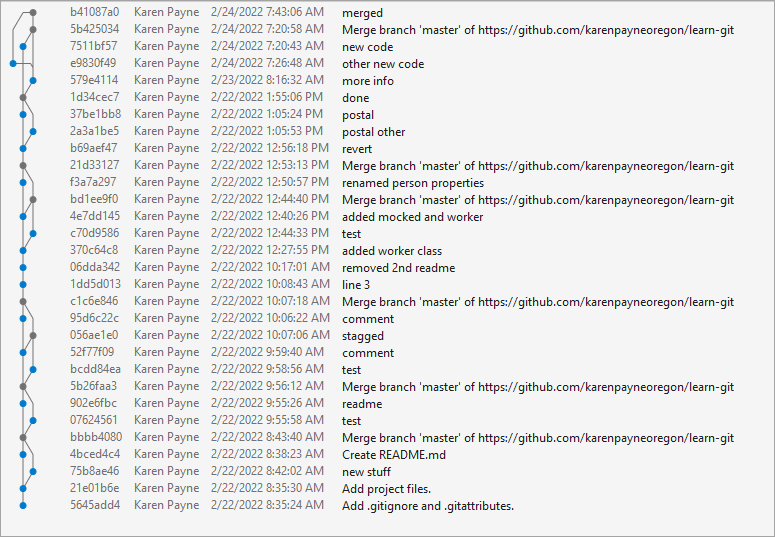 b41087a0 Karen Payne 2/24/2022 7:43:06 AM merged
5b425034 Karen Payne 2/24/2022 7:20:58 AM Merge branch 'master' of https://github.com/karenpayneoregon/learn-git
7511bf57 Karen Payne 2/24/2022 7:20:43 AM new code
e9830f49 Karen Payne 2/24/2022 7:26:48 AM other new code
579e4114 Karen Payne 2/23/2022 8:16:32 AM more info
1d34cec7 Karen Payne 2/22/2022 1:55:06 PM done
37be1bb8 Karen Payne 2/22/2022 1:05:24 PM postal
2a3a1be5 Karen Payne 2/22/2022 1:05:53 PM postal other
b69aef47 Karen Payne 2/22/2022 12:56:18 PM revert
21d33127 Karen Payne 2/22/2022 12:53:13 PM Merge branch 'master' of https://github.com/karenpayneoregon/learn-git
f3a7a297 Karen Payne 2/22/2022 12:50:57 PM renamed person properties
bd1ee9f0 Karen Payne 2/22/2022 12:44:40 PM Merge branch 'master' of https://github.com/karenpayneoregon/learn-git
4e7dd145 Karen Payne 2/22/2022 12:40:26 PM added mocked and worker
c70d9586 Karen Payne 2/22/2022 12:44:33 PM test
370c64c8 Karen Payne 2/22/2022 12:27:55 PM added worker class
06dda342 Karen Payne 2/22/2022 10:17:01 AM removed 2nd readme
1dd5d013 Karen Payne 2/22/2022 10:08:43 AM line 3
c1c6e846 Karen Payne 2/22/2022 10:07:18 AM Merge branch 'master' of https://github.com/karenpayneoregon/learn-git
95d6c22c Karen Payne 2/22/2022 10:06:22 AM comment
056ae1e0 Karen Payne 2/22/2022 10:07:06 AM stagged
52f77f09 Karen Payne 2/22/2022 9:59:40 AM comment
bcdd84ea Karen Payne 2/22/2022 9:58:56 AM test
5b26faa3 Karen Payne 2/22/2022 9:56:12 AM Merge branch 'master' of https://github.com/karenpayneoregon/learn-git
902e6fbc Karen Payne 2/22/2022 9:55:26 AM readme
07624561 Karen Payne 2/22/2022 9:55:58 AM test
bbbb4080 Karen Payne 2/22/2022 8:43:40 AM Merge branch 'master' of https://github.com/karenpayneoregon/learn-git
4bced4c4 Karen Payne 2/22/2022 8:38:23 AM Create README.md
75b8ae46 Karen Payne 2/22/2022 8:42:02 AM new stuff
21e01b6e Karen Payne 2/22/2022 8:35:30 AM Add project files.
5645add4 Karen Payne 2/22/2022 8:35:24 AM Add .gitignore and .gitattributes.